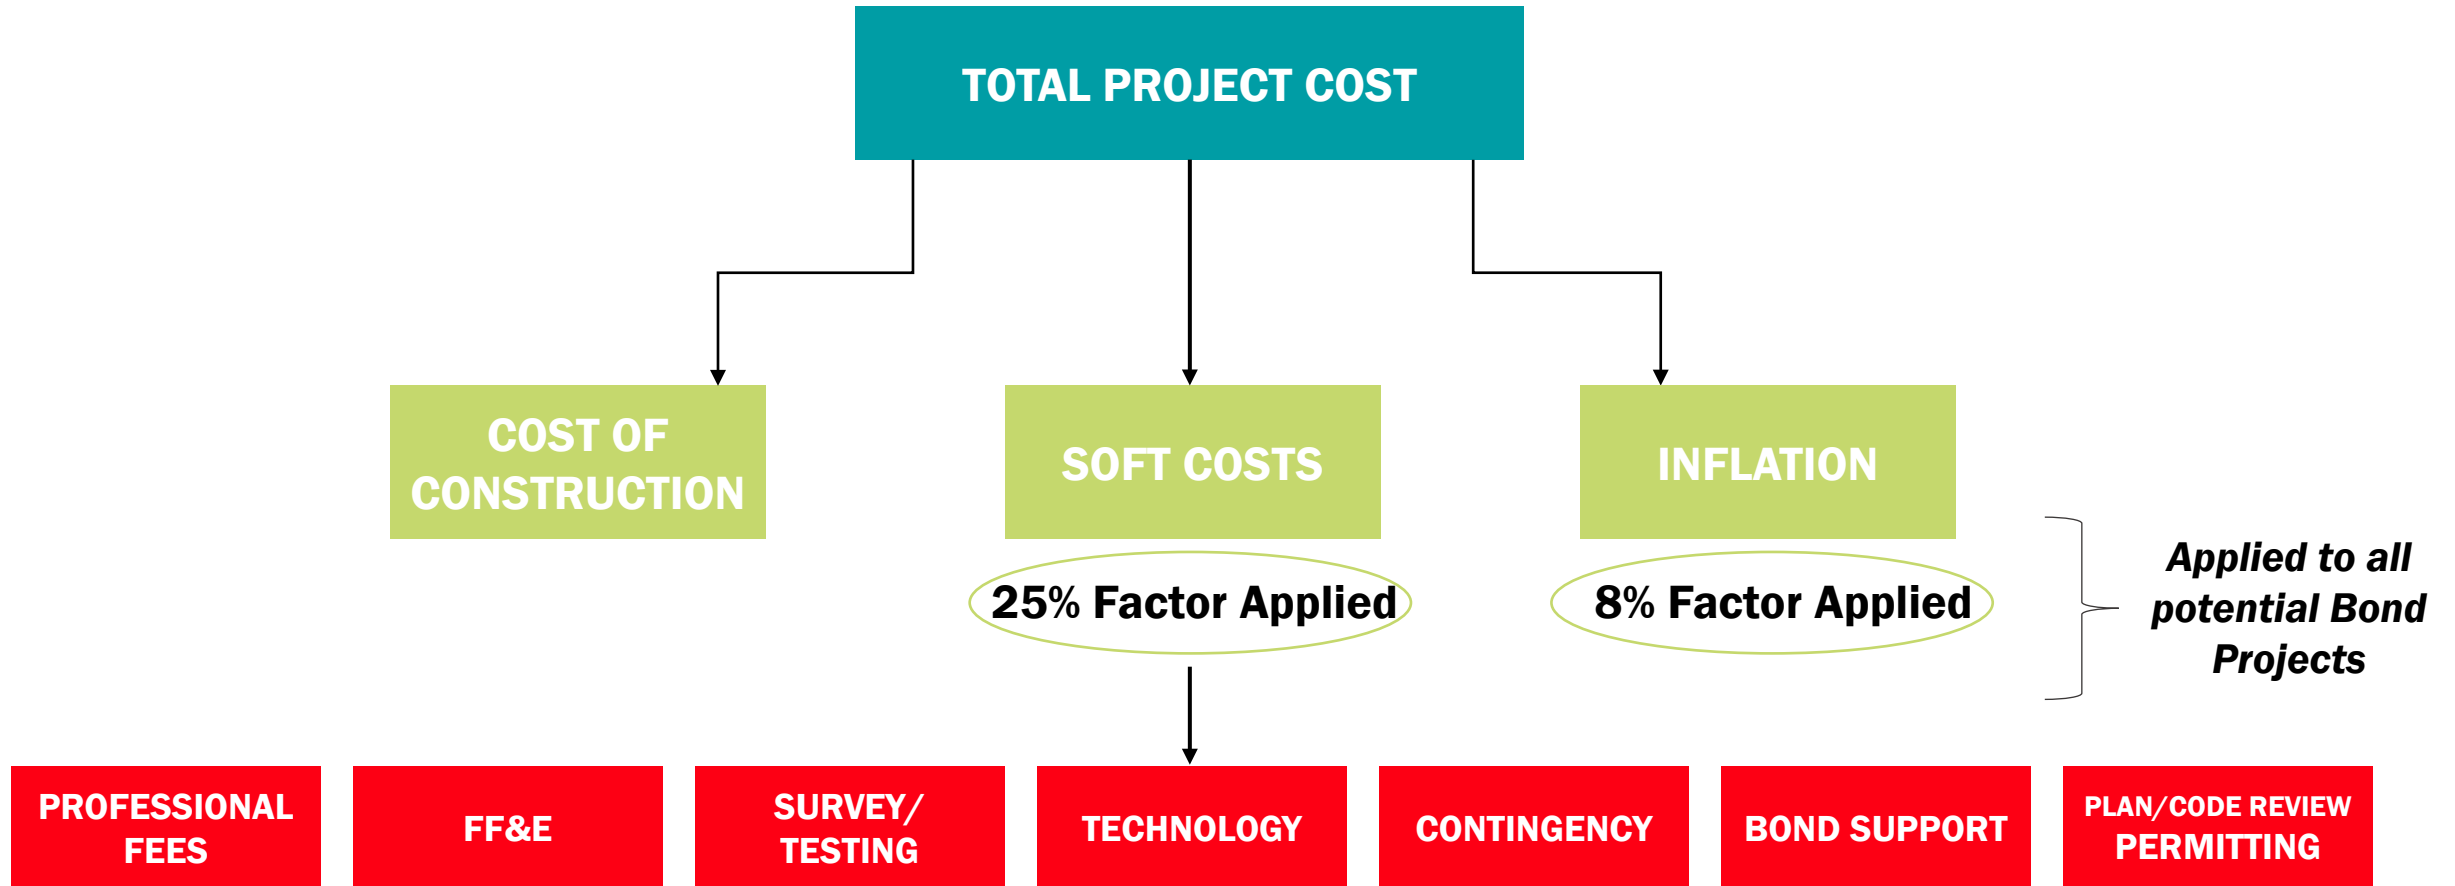 TOTAL PROJECT COST
COST OF
CONSTRUCTION
SOFT COSTS
INFLATION
25% Factor Applied
8% Factor Applied
Applied to all
potential Bond
Projects
PROFESSIONAL
FEES
FF&E
SURVEY/
TESTING
TECHNOLOGY
CONTINGENCY
BOND SUPPORT
PLAN/CODE REVIEW
PERMITTING